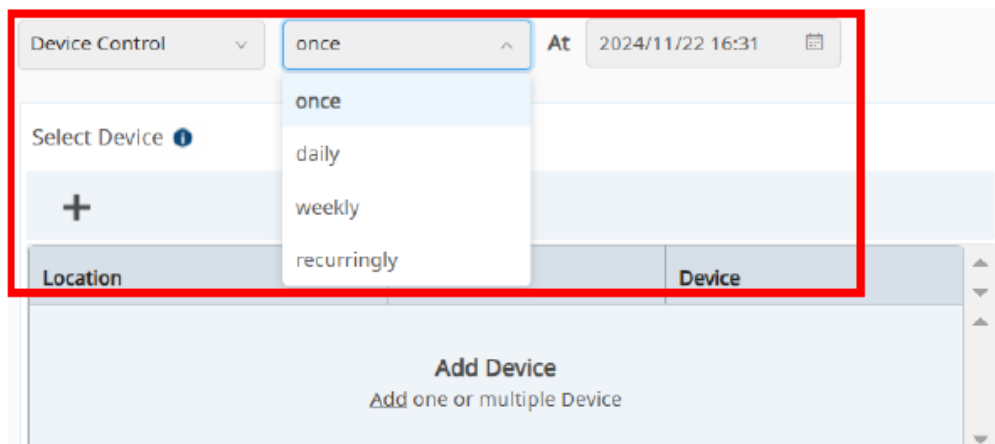 Device Control once At 2024/11/22 16:31
once
Select Device
daily
weekly
recurringly
Location Device
Add Device
Add one or multiple Device